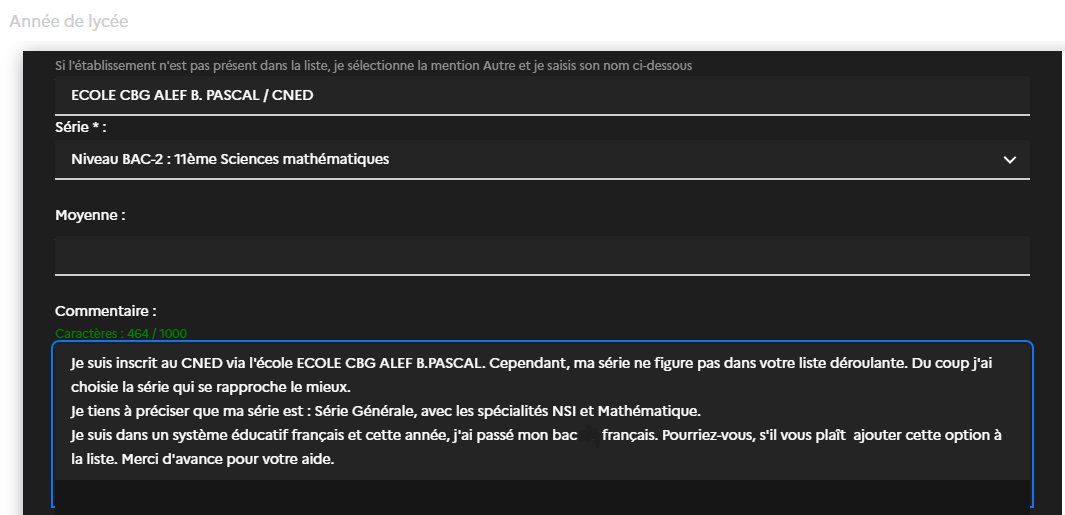 Année de lycée
Si l'établissement n'est pas présent dans la liste, je sélectionne la mention Autre et je saisis son nom ci-dessous
ECOLE CBG ALEF B. PASCAL / CNED
Série * :
Niveau BAC-2 : 11ème Sciences mathématiques
Moyenne :
Commentaire :
Caractères : 464 / 1000
Je suis inscrit au CNED via l'école ECOLE CBG ALEF B.PASCAL. Cependant, ma série ne figure pas dans votre liste déroulante. Du coup j'ai
choisie la série qui se rapproche le mieux.
Je tiens à préciser que ma série est : Série Générale, avec les spécialités NSI et Mathématique.
Je suis dans un système éducatif français et cette année, j'ai passé mon bac français. Pourriez-vous, s'il vous plaît ajouter cette option à
la liste. Merci d'avance pour votre aide.